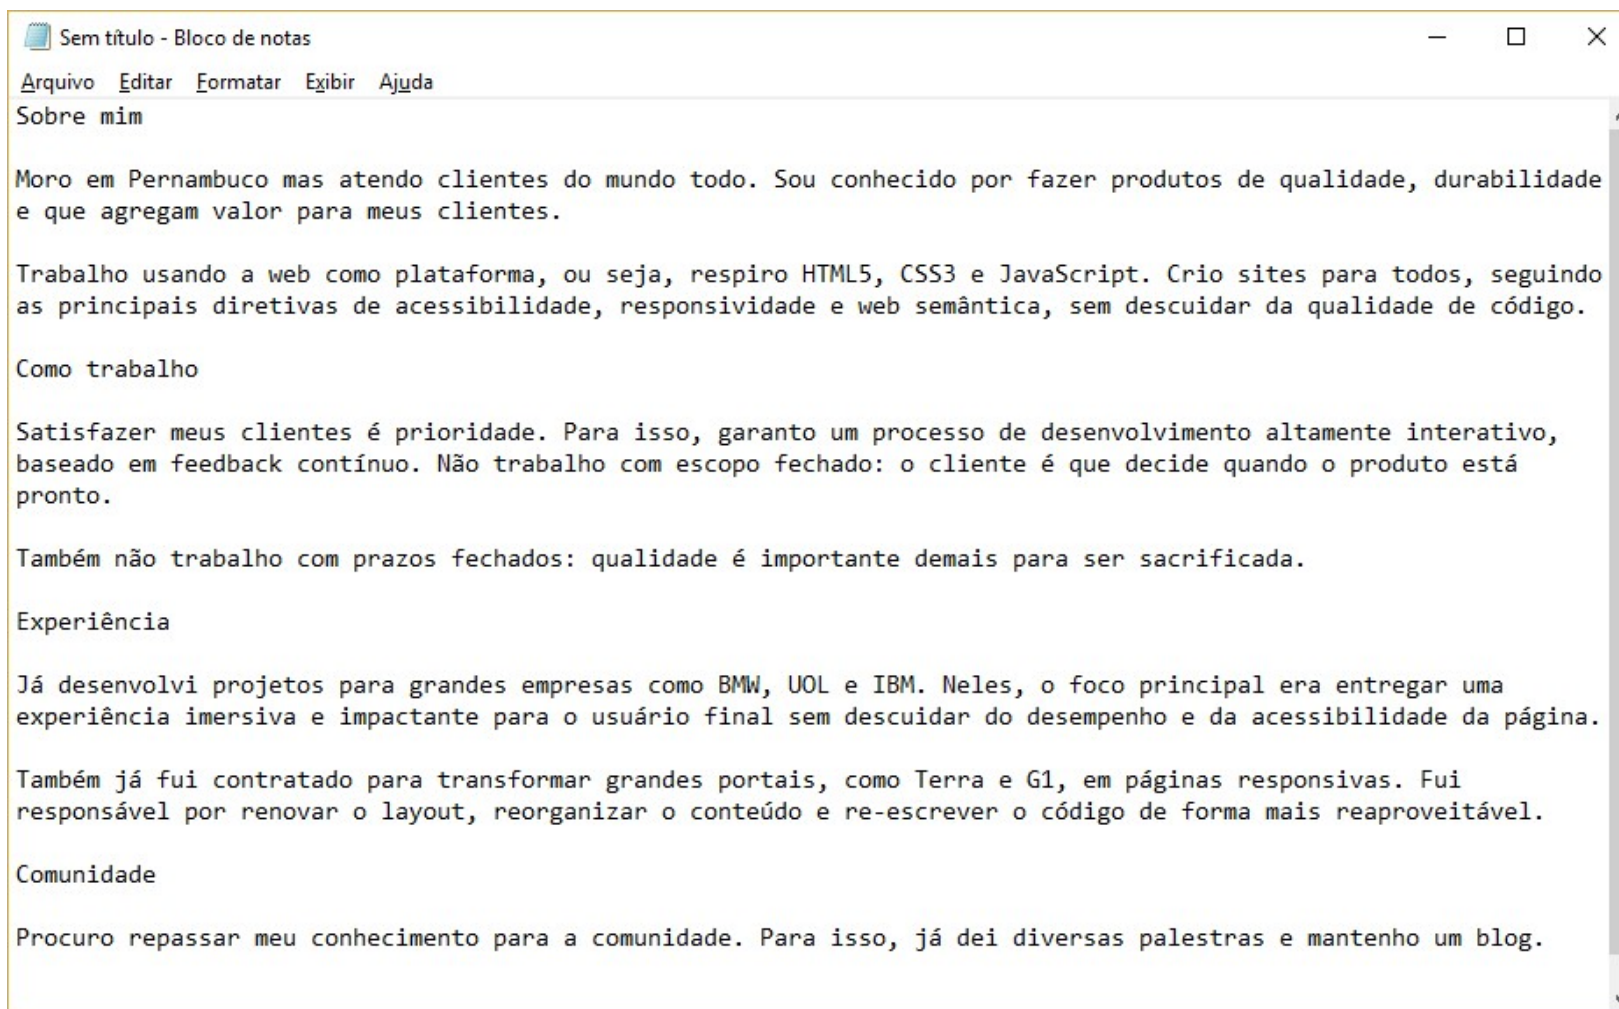 Sem título - Bloco de notas
Arquivo Editar Formatar Exibir Ajuda
Sobre mim
Moro em Pernambuco mas atendo clientes do mundo todo. Sou conhecido por fazer produtos de qualidade, durabilidade
e que agregam valor para meus clientes.
Trabalho usando a web como plataforma, ou seja, respiro HTML5, CSS3 e JavaScript. Crio sites para todos, seguindo
as principais diretivas de acessibilidade, responsividade e web semântica, sem descuidar da qualidade de código.
Como trabalho
Satisfazer meus clientes é prioridade. Para isso, garanto um processo de desenvolvimento altamente interativo,
baseado em feedback contínuo. Não trabalho com escopo fechado: o cliente é que decide quando o produto está
pronto.
Também não trabalho com prazos fechados: qualidade é importante demais para ser sacrificada.
Experiência
Já desenvolvi projetos para grandes empresas como BMW, UOL e IBM. Neles, o foco principal era entregar uma
experiência imersiva e impactante para o usuário final sem descuidar do desempenho e da acessibilidade da página.
Também já fui contratado para transformar grandes portais, como Terra e G1, em páginas responsivas. Fui
responsável por renovar o layout, reorganizar o conteúdo e re-escrever o código de forma mais reaproveitável.
Comunidade
Procuro repassar meu conhecimento para a comunidade. Para isso, já dei diversas palestras e mantenho um blog.